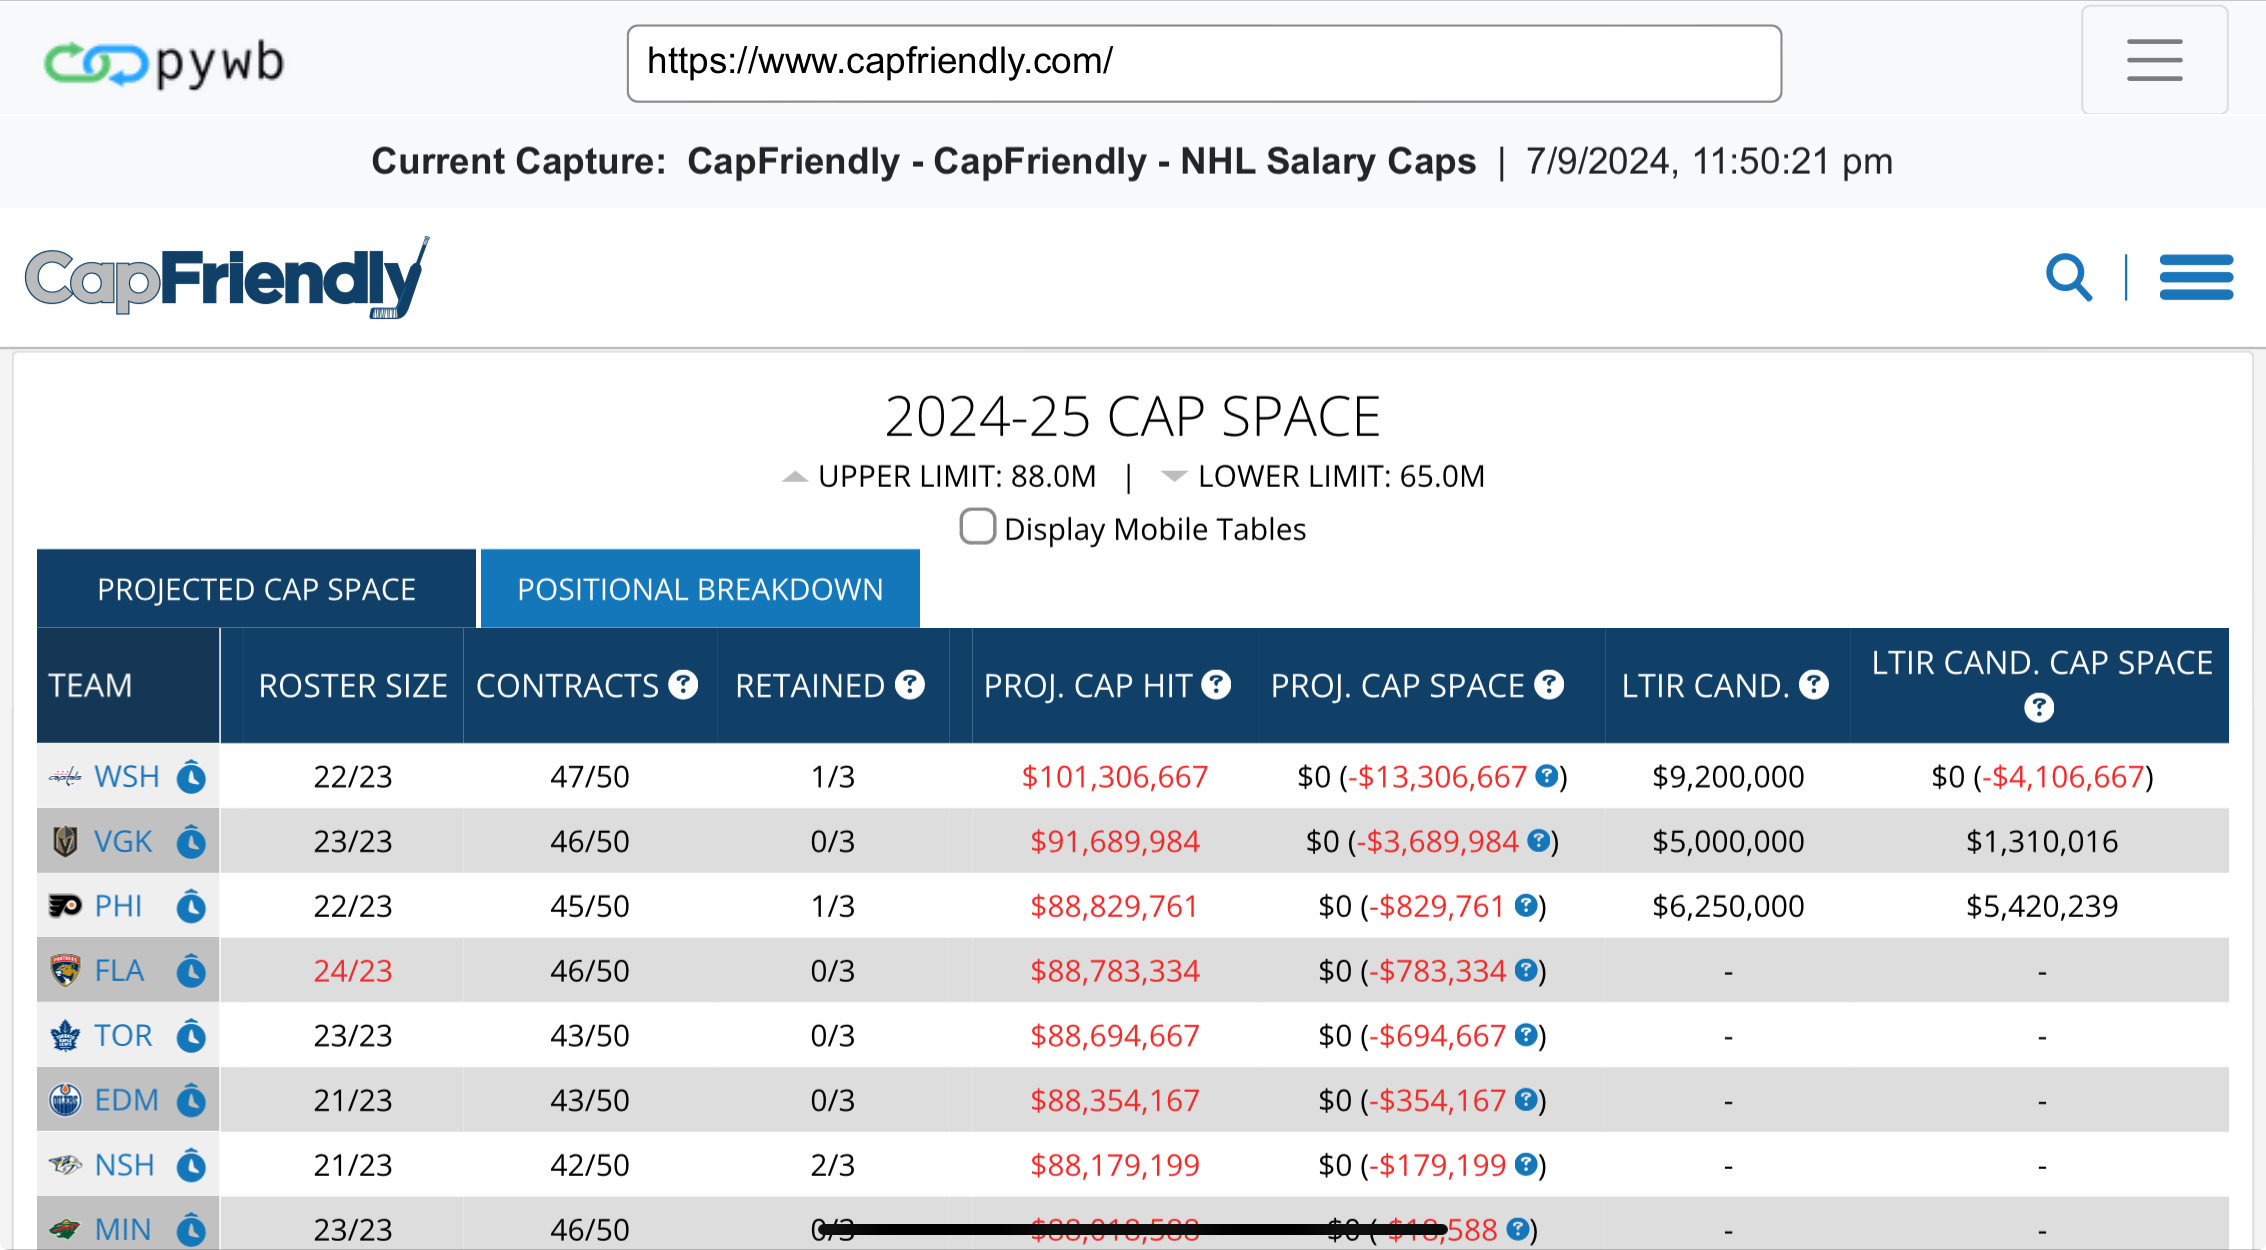 pywb
https://www.capfriendly.com/
Current Capture: CapFriendly - CapFriendly - NHL Salary Caps | 7/9/2024, 11:50:21 pm
CapFriendly
2024-25 CAP SPACE
UPPER LIMIT: 88.0M | LOWER LIMIT: 65.0M
Display Mobile Tables
PROJECTED CAP SPACE POSITIONAL BREAKDOWN
TEAM ROSTER SIZE CONTRACTS ? RETAINED ? PROJ. CAP HIT ? PROJ. CAP SPACE ? LTIR CAND. ? LTIR CAND. CAP SPACE ?
WSH 22/23 47/50 1/3 $101,306,667 $0 (-$13,306,667 ?) $9,200,000 $0 (-$4,106,667)
VGK 23/23 46/50 0/3 $91,689,984 $0 (-$3,689,984 ?) $5,000,000 $1,310,016
PHI 22/23 45/50 1/3 $88,829,761 $0 (-$829,761 ?) $6,250,000 $5,420,239
FLA 24/23 46/50 0/3 $88,783,334 $0 (-$783,334 ?) - -
TOR 23/23 43/50 0/3 $88,694,667 $0 (-$694,667 ?) - -
EDM 21/23 43/50 0/3 $88,354,167 $0 (-$354,167 ?) - -
NSH 21/23 42/50 2/3 $88,179,199 $0 (-$179,199 ?) - -
MIN 23/23 46/50 0/3 $88,018,588 $0 (-$18,588 ?) - -